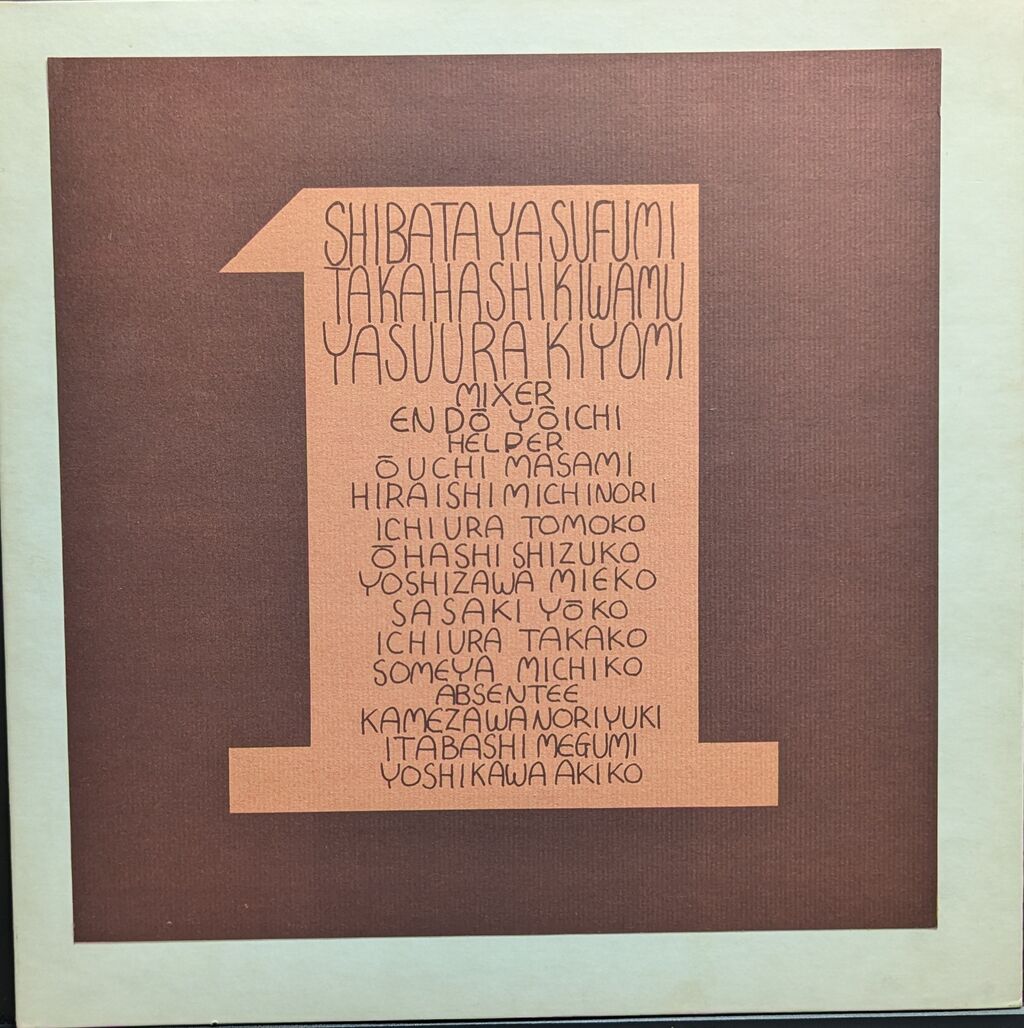 1
SHIBATA YASUFUMI
TAKAHASHI KIWAMU
YASUURA KIYOMI
MIXER
ENDŌ YŌICHI
HELPER
ŌUCHI MASAMI
HIRAISHI MICHINORI
ICHIURA TOMOKO
ŌHASHI SHIZUKO
YOSHIZAWA MIEKO
SASAKI YŌKO
ICHIURA TAKAKO
SOMEYA MICHIKO
ABSENTEE
KAMEZAWA NORIYUKI
ITABASHI MEGUMI
YOSHIKAWA AKIKO